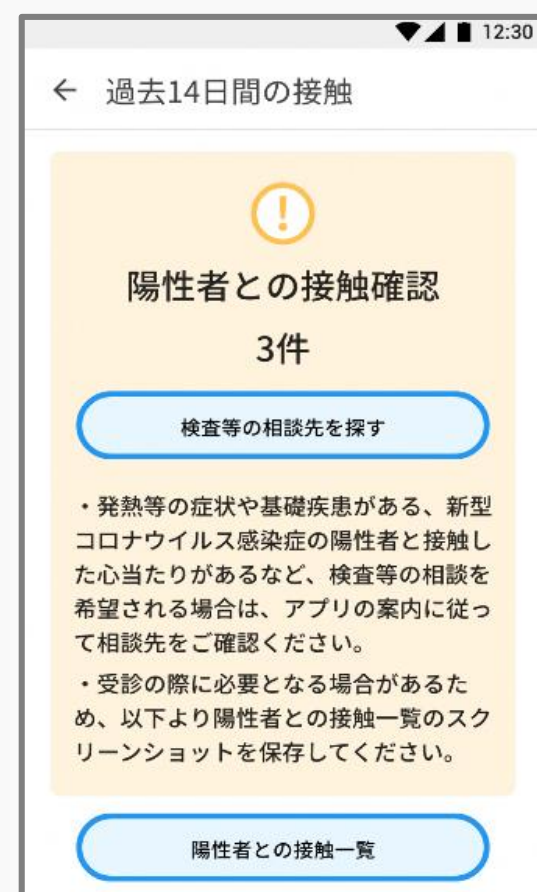 12:30
← 過去14日間の接触
陽性者との接触確認
3件
検査等の相談先を探す
・発熱等の症状や基礎疾患がある、新型
コロナウイルス感染症の陽性者と接触し
た心当たりがあるなど、検査等の相談を
希望される場合は、アプリの案内に従っ
て相談先をご確認ください。
・受診の際に必要となる場合があるた
め、以下より陽性者との接触一覧のスク
リーンショットを保存してください。
陽性者との接触一覧